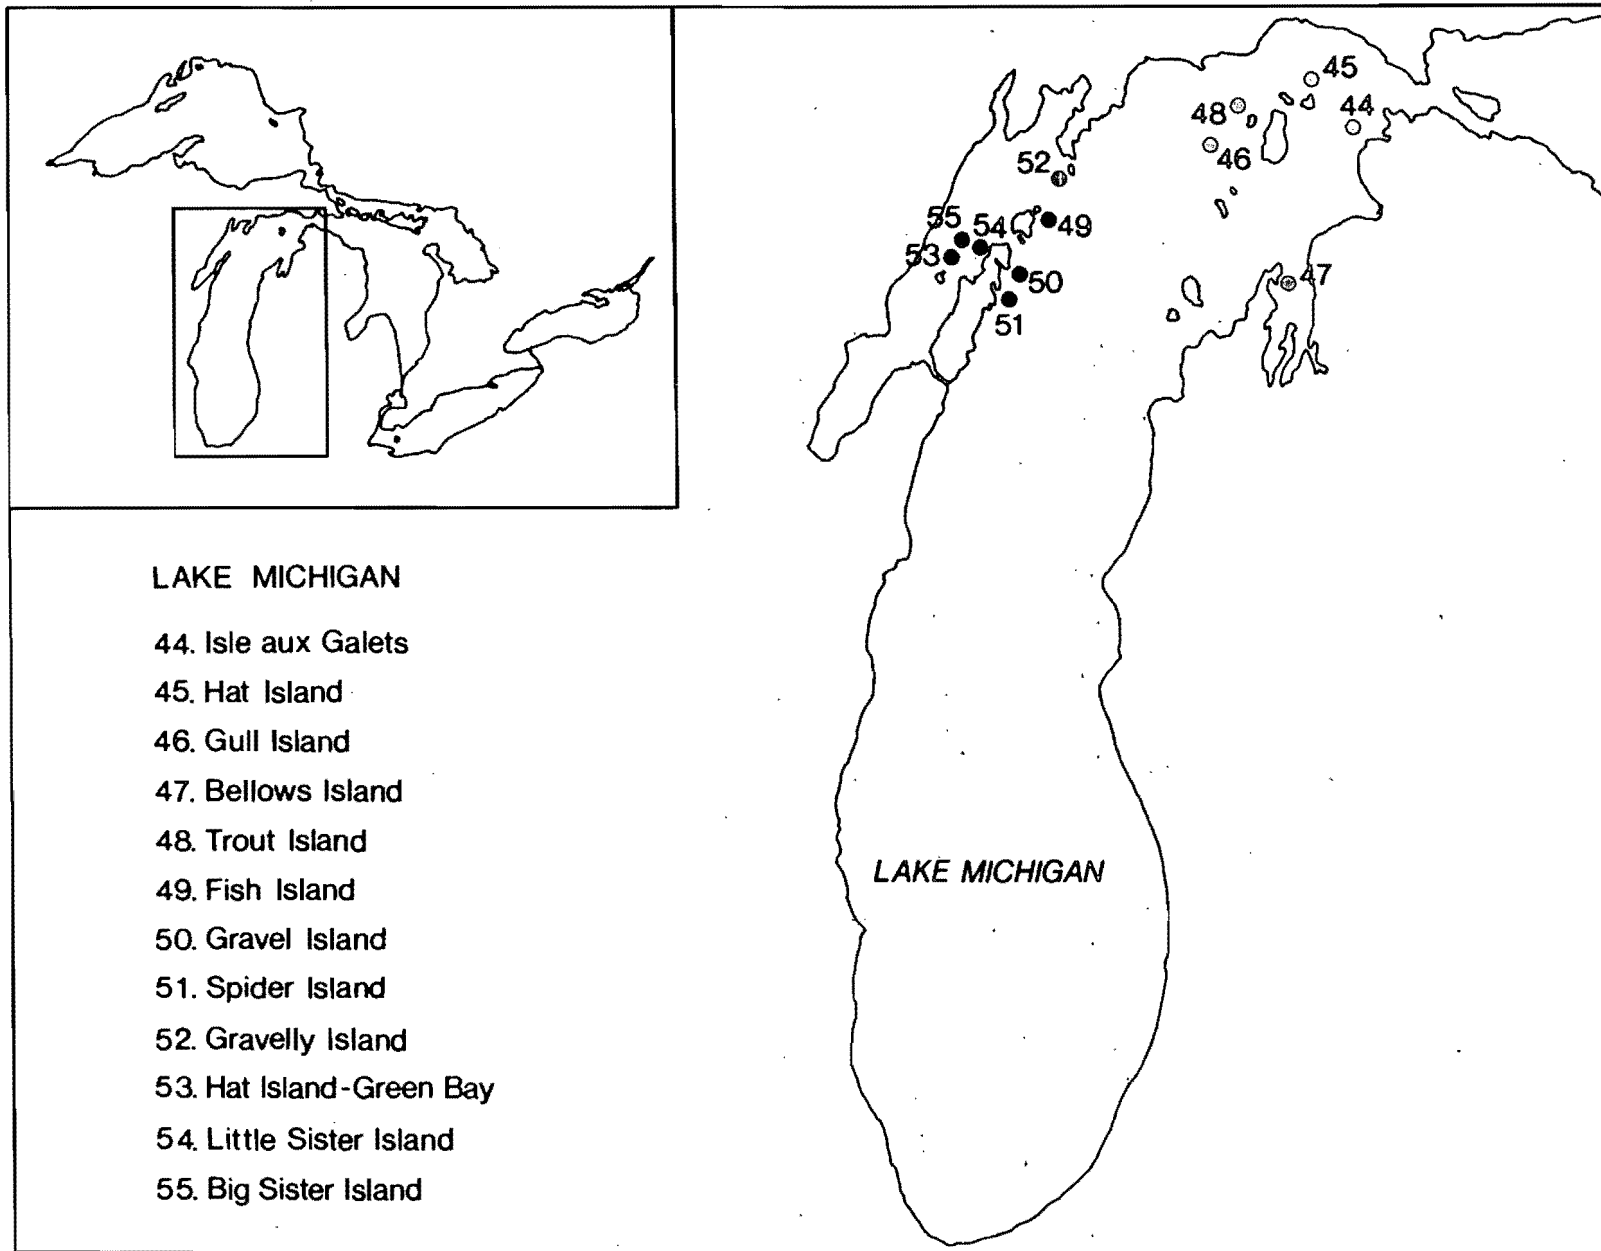 45
48
44
46
52
55
54
49
53
50
47
51
LAKE MICHIGAN
44. Isle aux Galets
45. Hat Island
46. Gull Island
47. Bellows Island
48. Trout Island
49. Fish Island
50. Gravel Island
51. Spider Island
52. Gravelly Island
53. Hat Island-Green Bay
54. Little Sister Island
55. Big Sister Island
LAKE MICHIGAN